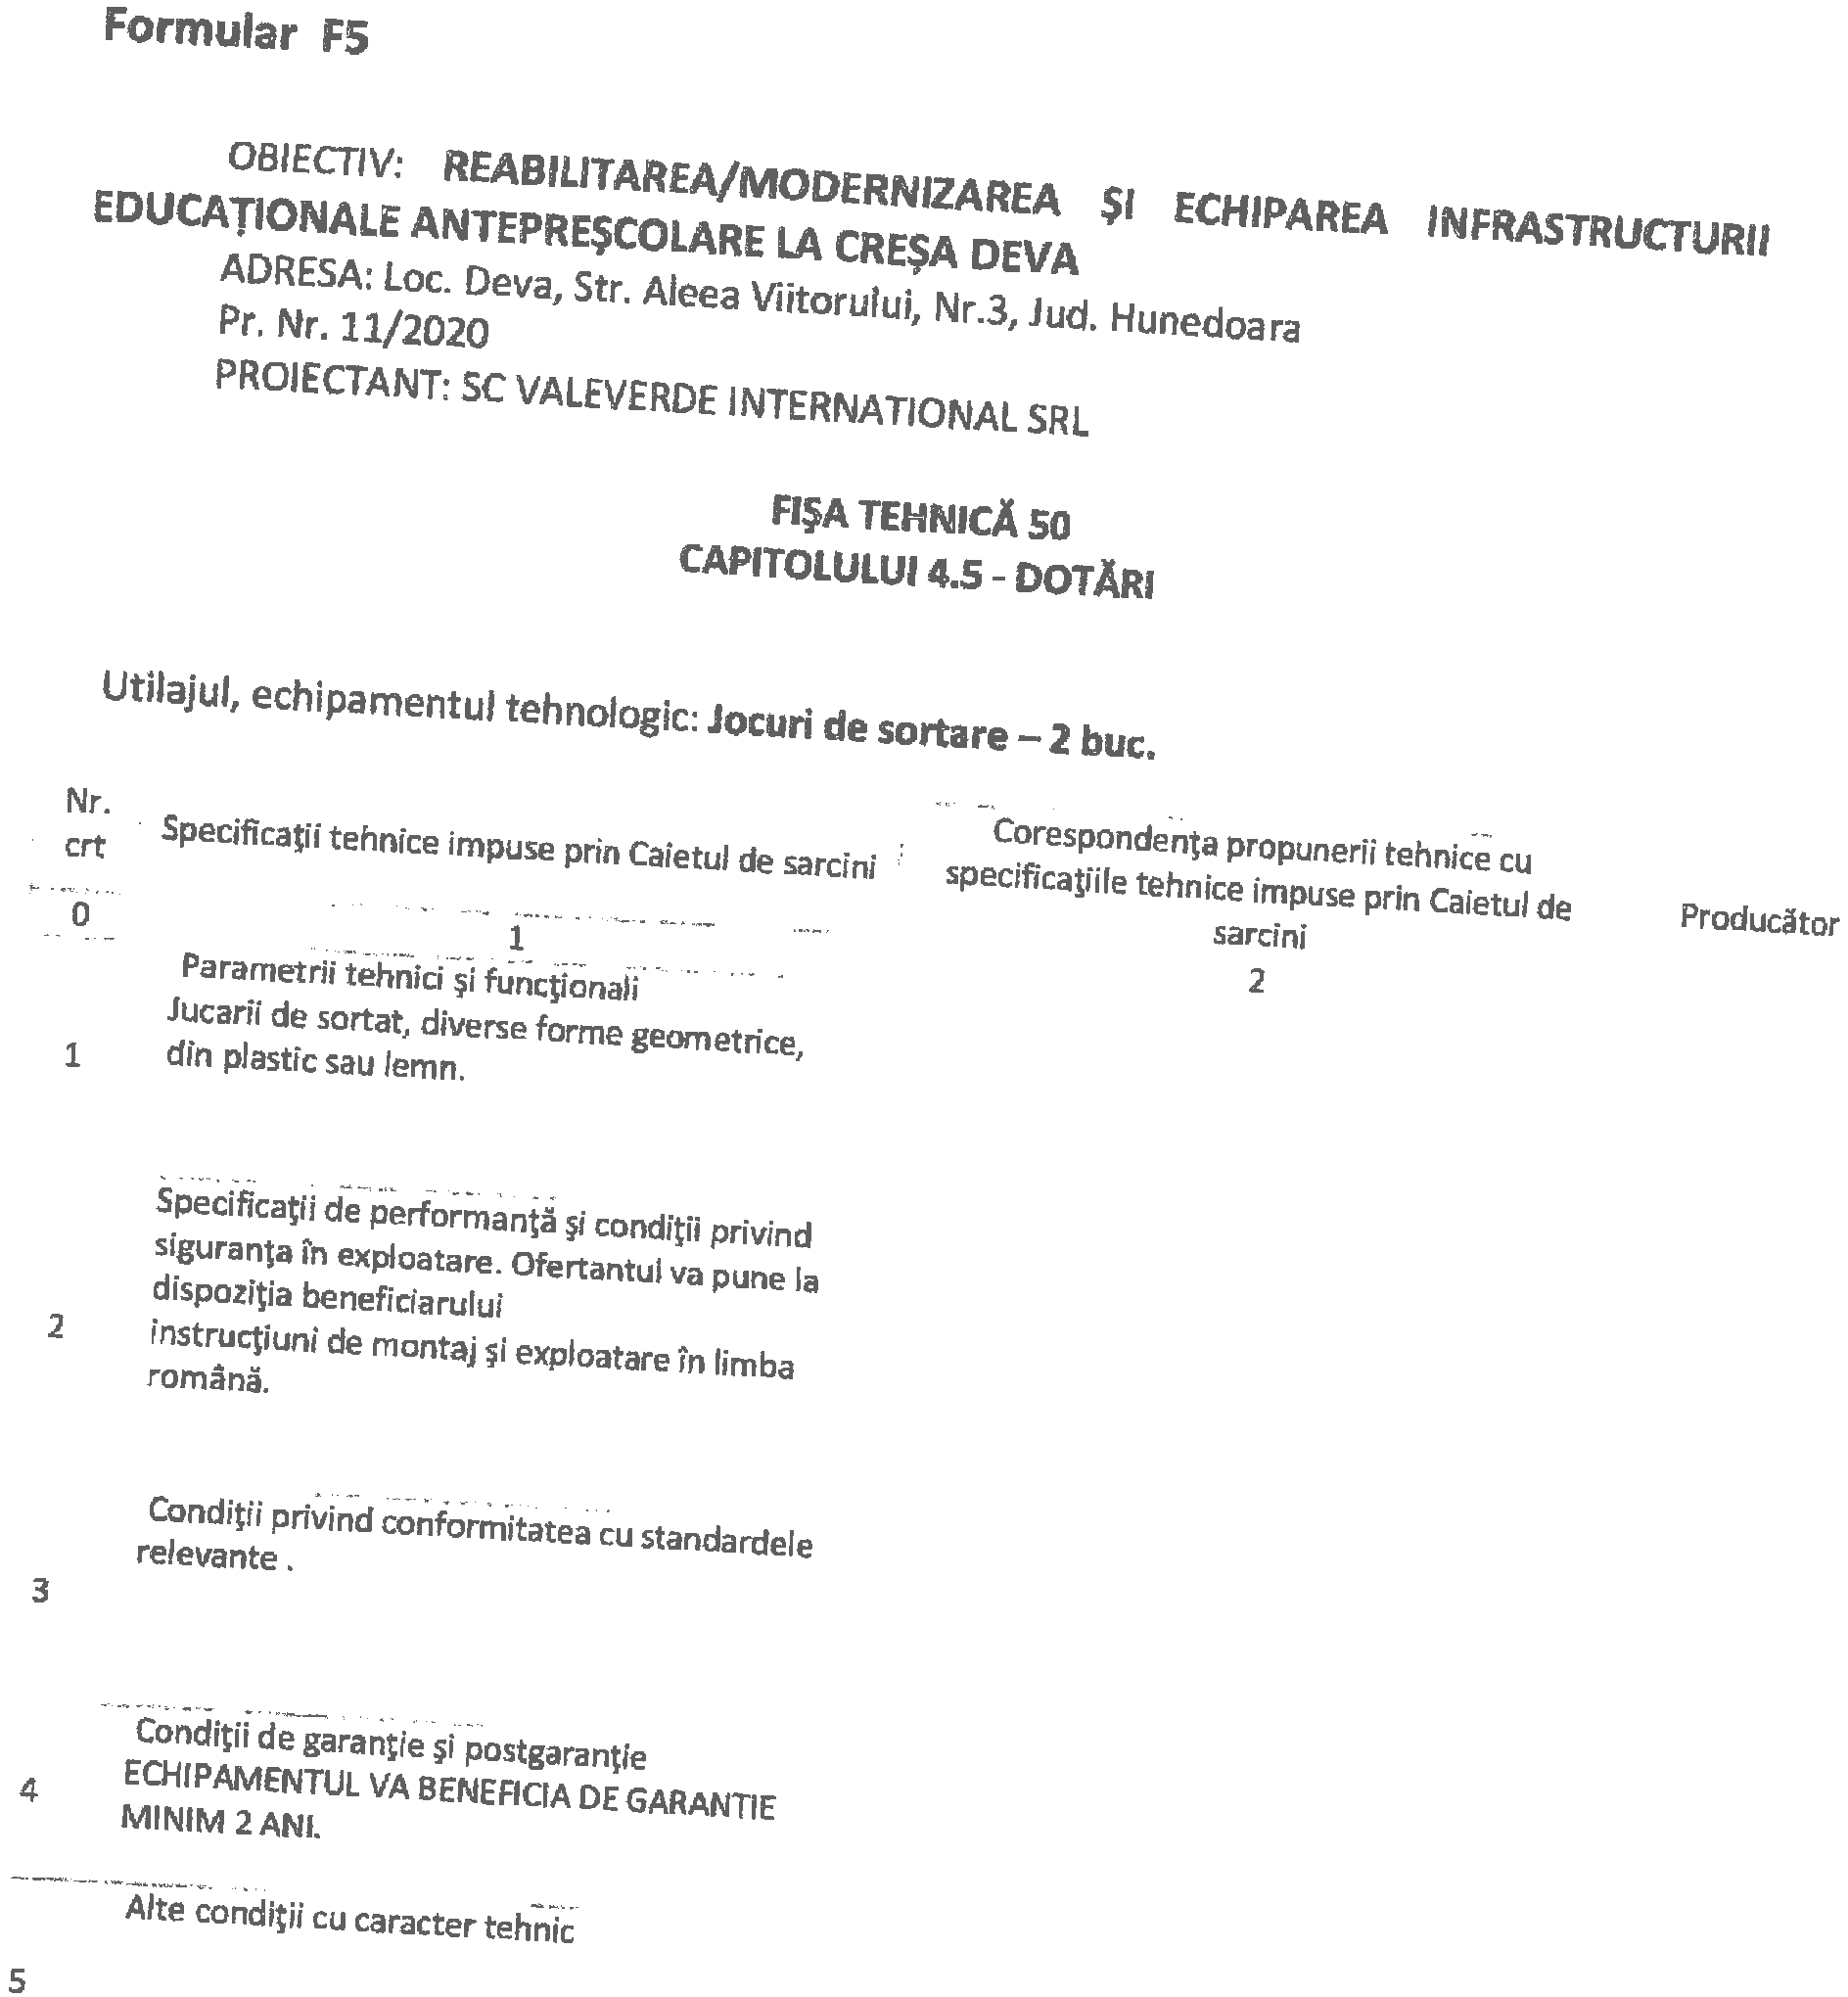 Formular F5
OBIECTIV: REABILITAREA/MODERNIZAREA ŞI ECHIPAREA INFRASTRUCTURII
EDUCAȚIONALE ANTEPREŞCOLARE LA CREŞA DEVA
ADRESA: Loc. Deva, Str. Aleea Viitorului, Nr.3, Jud. Hunedoara
Pr. Nr. 11/2020
PROIECTANT: SC VALEVERDE INTERNATIONAL SRL
FIŞA TEHNICĂ 50
CAPITOLULUI 4.5 - DOTĂRI
Utilajul, echipamentul tehnologic: Jocuri de sortare – 2 buc.
Nr.
crt
Specificaţii tehnice impuse prin Caietul de sarcini
Corespondenţa propunerii tehnice cu
specificaţiile tehnice impuse prin Caietul de
sarcini
Producător
0
1
2
Parametrii tehnici şi funcţionali
Jucarii de sortat, diverse forme geometrice,
1
din plastic sau lemn.
Specificaţii de performanţă şi condiţii privind
siguranţa în exploatare. Ofertantul va pune la
dispoziţia beneficiarului
2
instrucţiuni de montaj şi exploatare în limba
română.
Condiţii privind conformitatea cu standardele
relevante .
3
Condiţii de garanţie şi postgaranţie
4
ECHIPAMENTUL VA BENEFICIA DE GARANTIE
MINIM 2 ANI.
Alte condiţii cu caracter tehnic
5